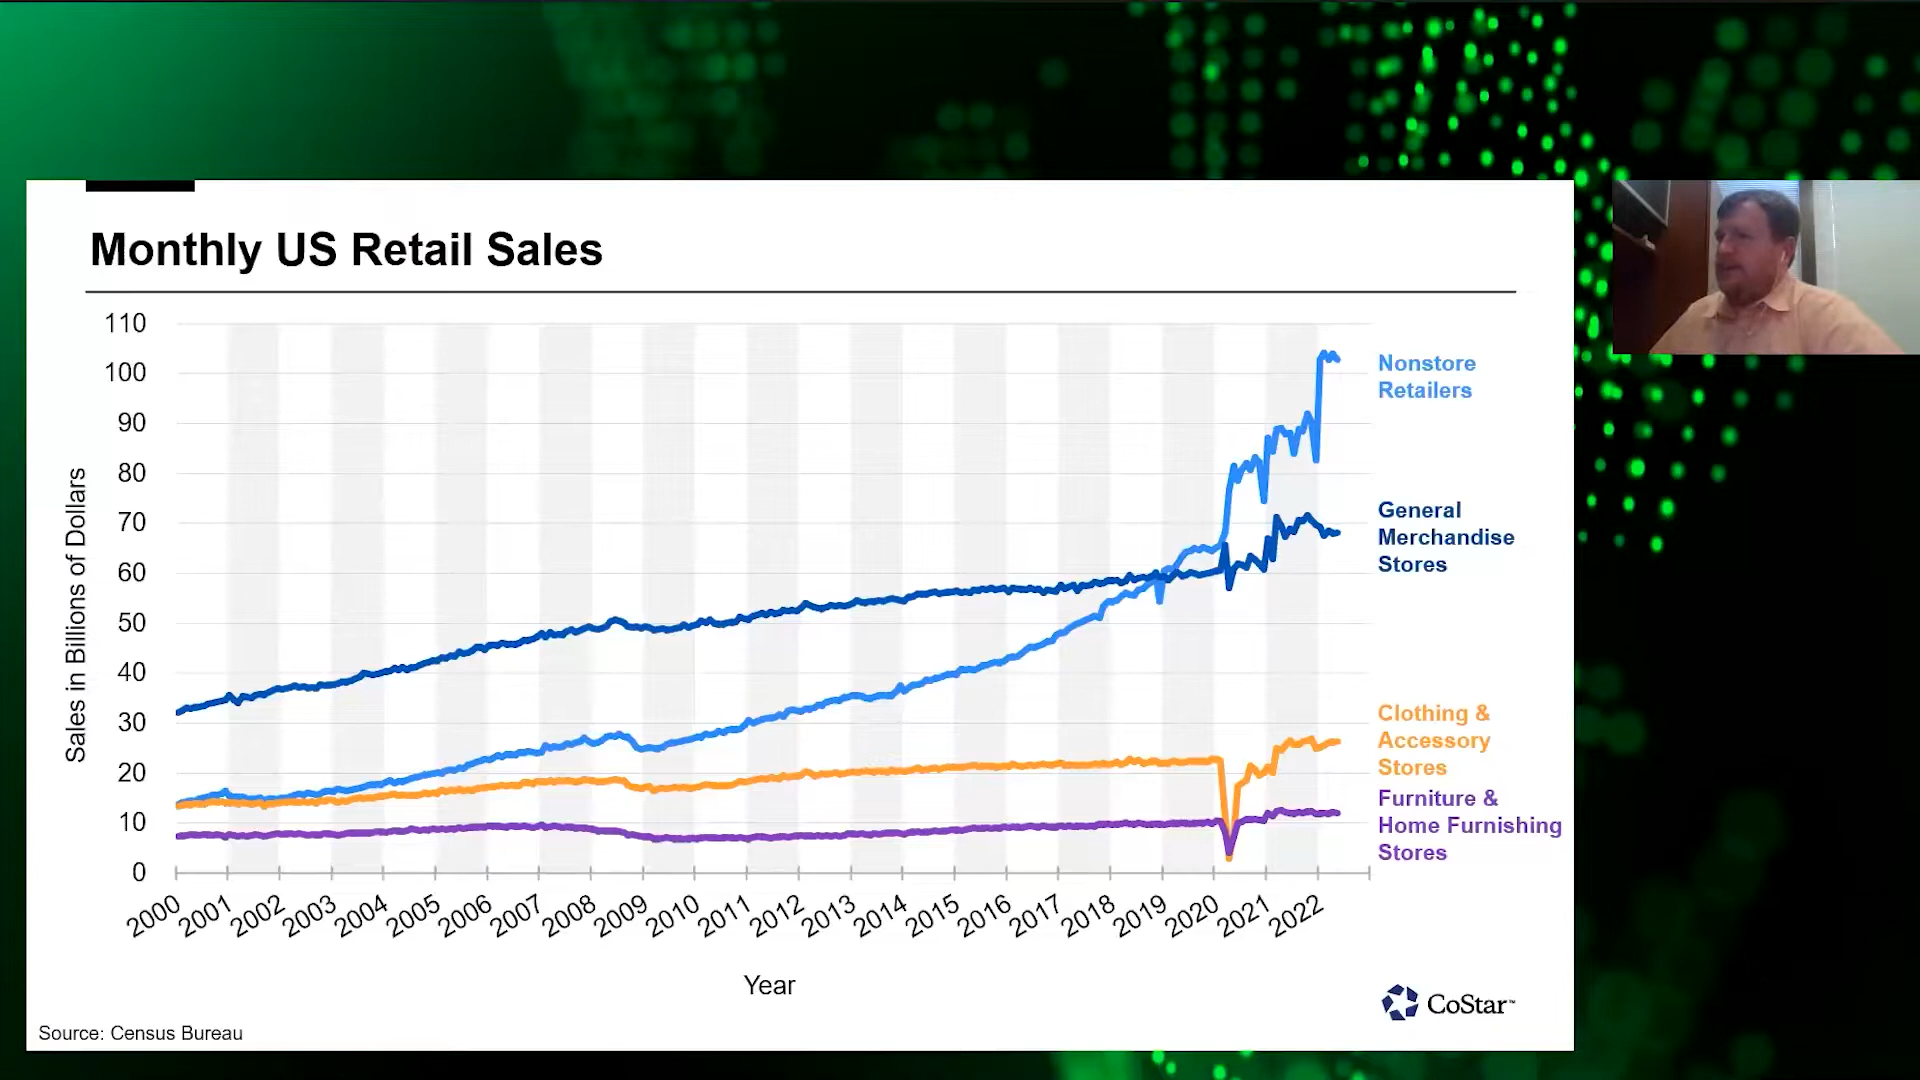 Monthly US Retail Sales
110
100
90
80
70
60
50
40
30
20
10
0
Sales in Billions of Dollars
Nonstore
Retailers
General
Merchandise
Stores
Clothing &
Accessory
Stores
Furniture &
Home Furnishing
Stores
2000 2001 2002 2003 2004 2005 2006 2007 2008 2009 2010 2011 2012 2013 2014 2015 2016 2017 2018 2019 2020 2021 2022
Year
CoStar™
Source: Census Bureau